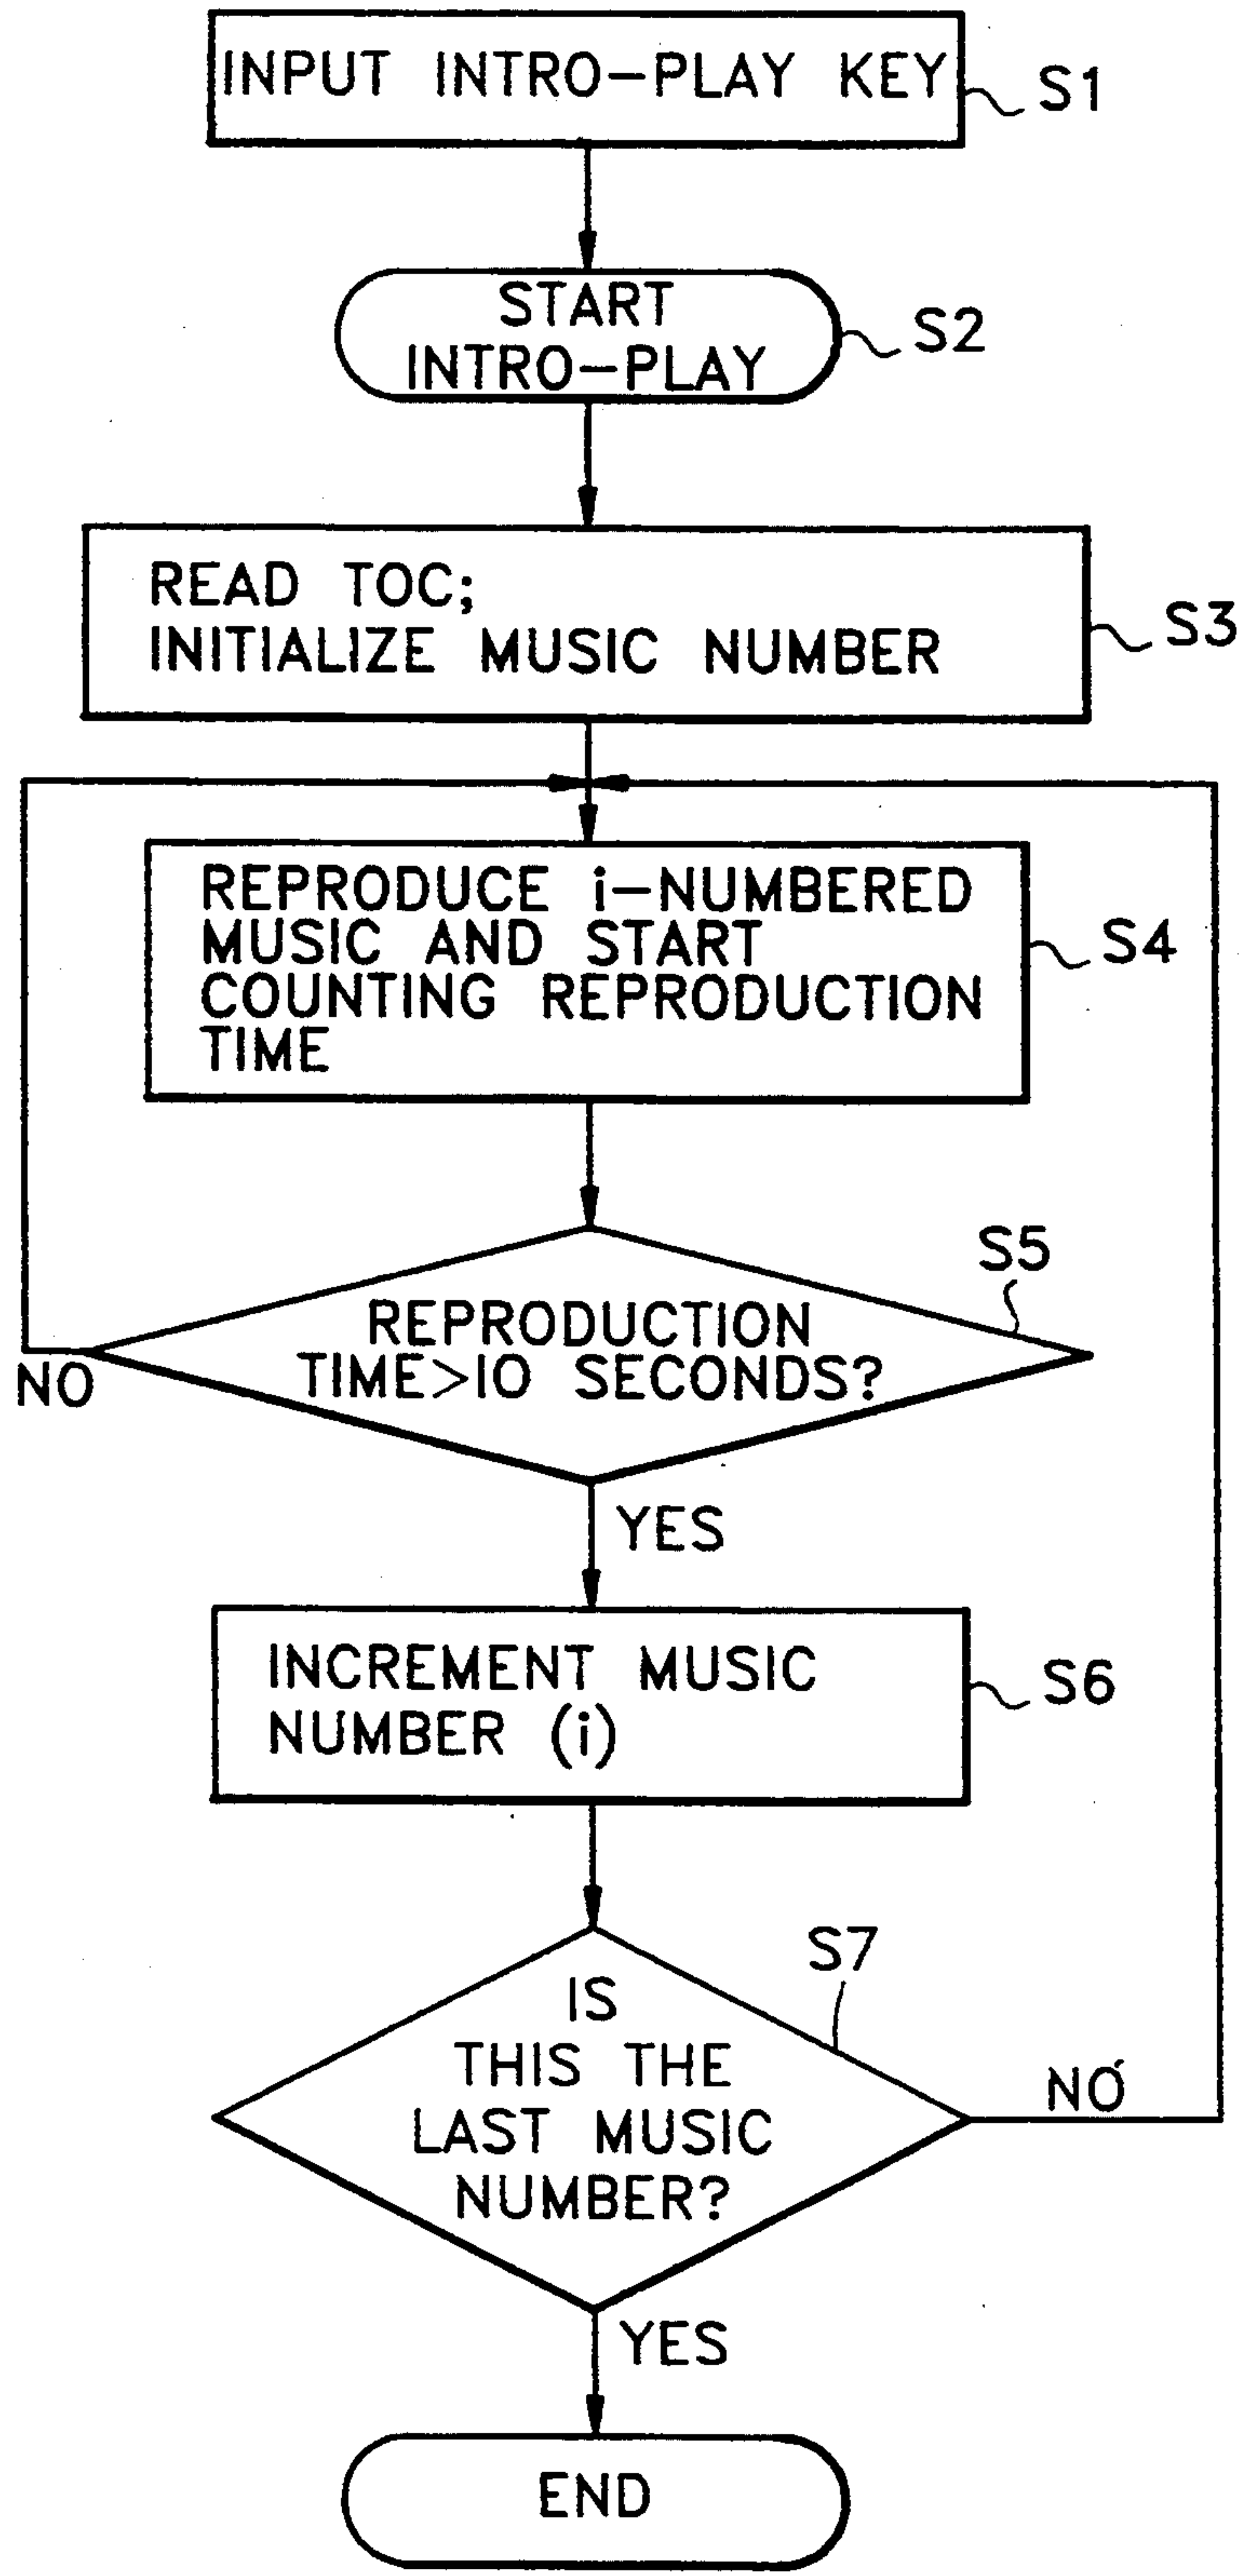 INPUT INTRO-PLAY KEY
S1
START
INTRO-PLAY
S2
READ TOC;
INITIALIZE MUSIC NUMBER
S3
REPRODUCE i-NUMBERED
MUSIC AND START
COUNTING REPRODUCTION
TIME
S4
S5
REPRODUCTION
TIME>10 SECONDS?
NO
YES
INCREMENT MUSIC
NUMBER (i)
S6
S7
IS
THIS THE
LAST MUSIC
NUMBER?
NO
YES
END